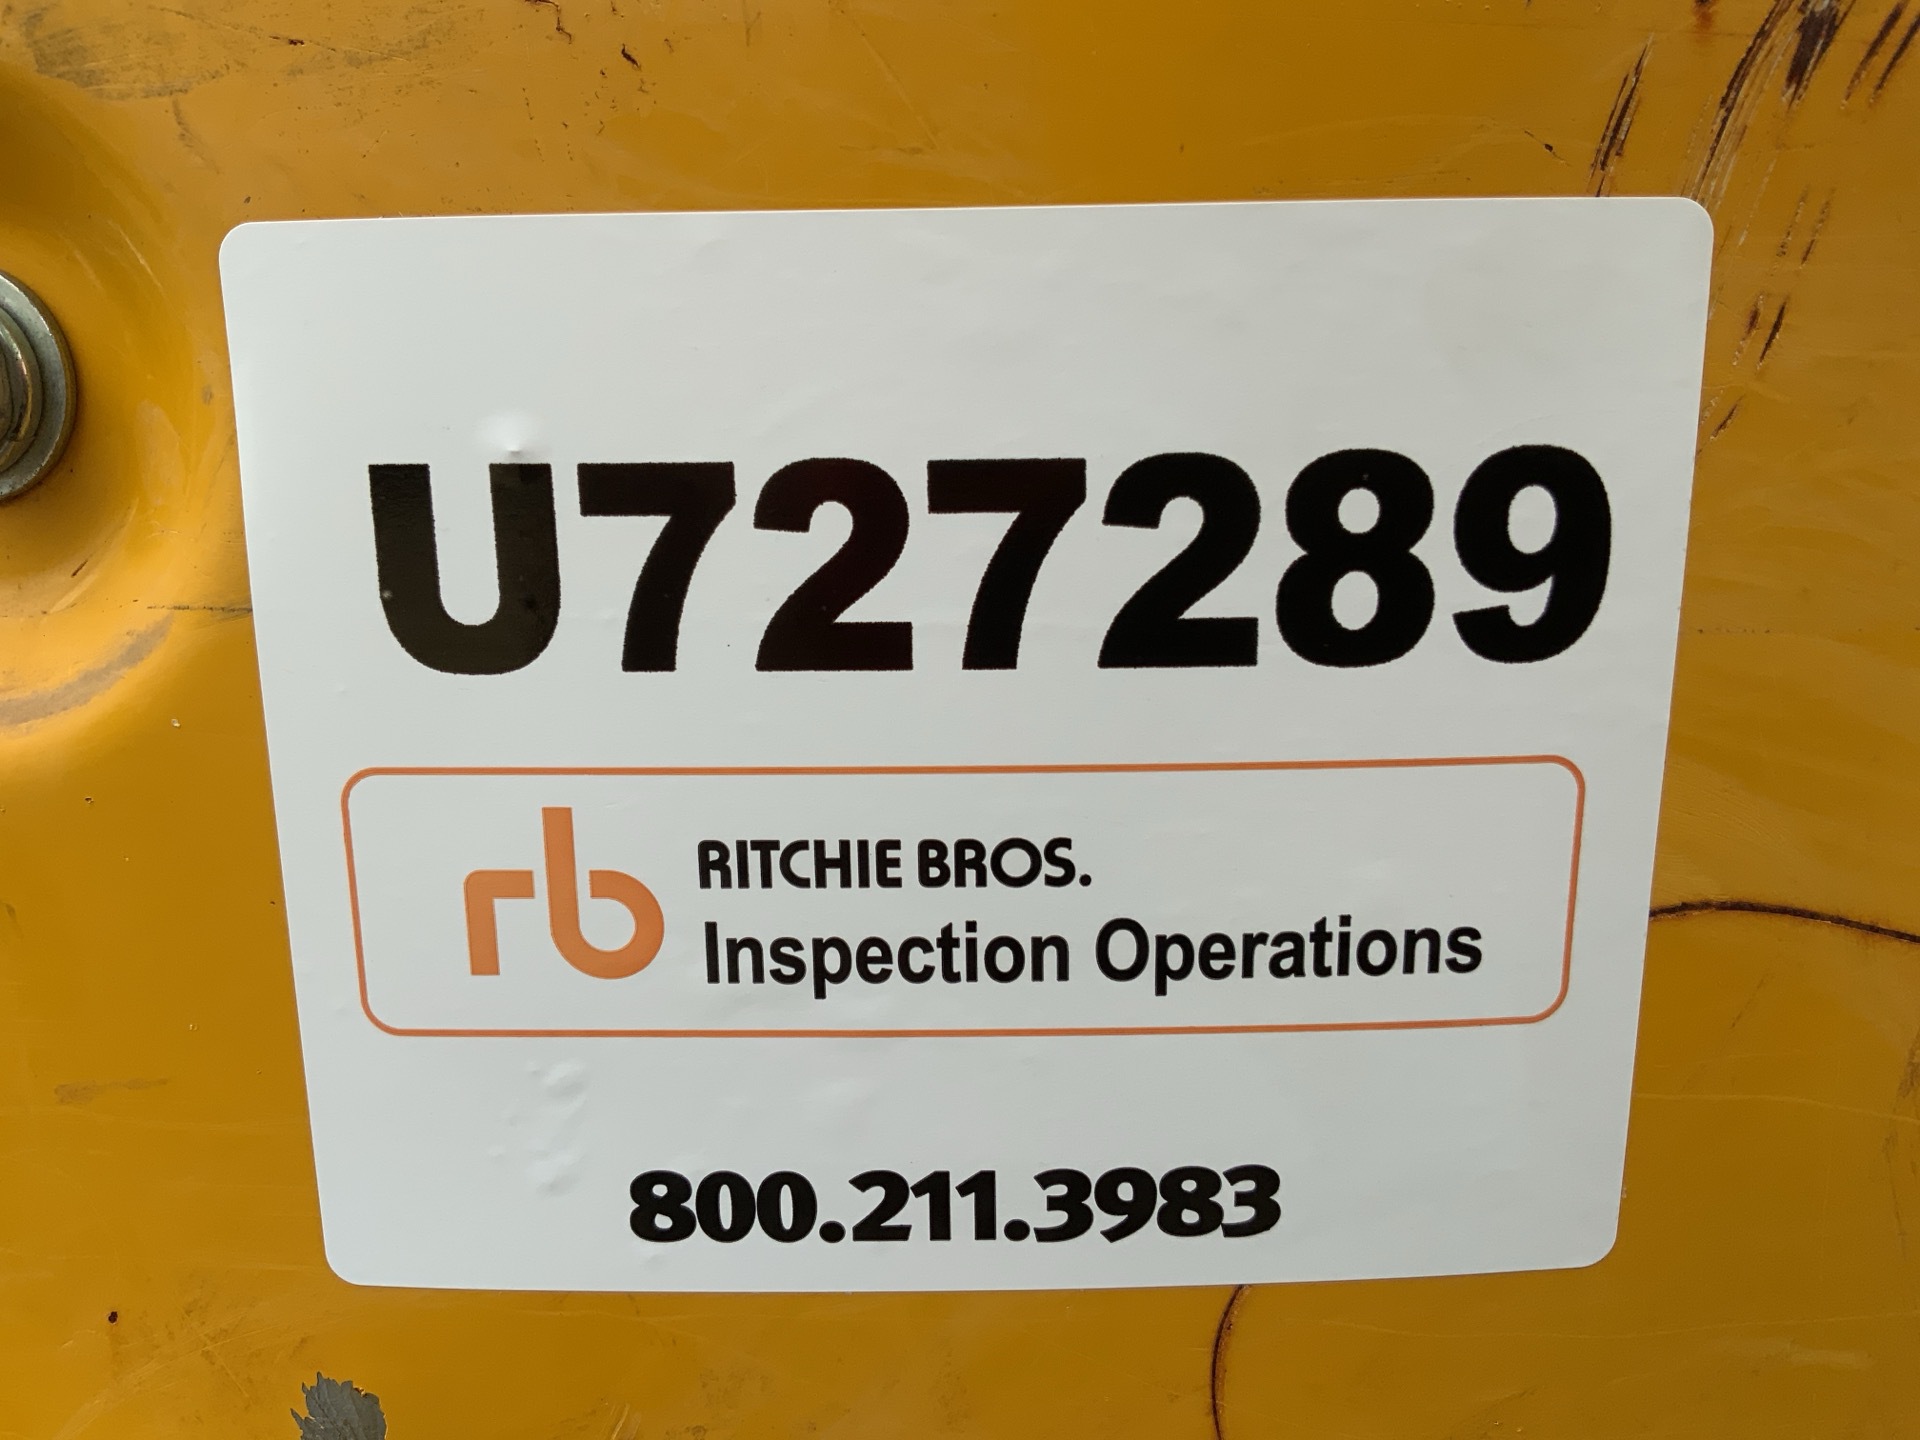 U727289
rb
RITCHIE BROS.
Inspection Operations
800.211.3983